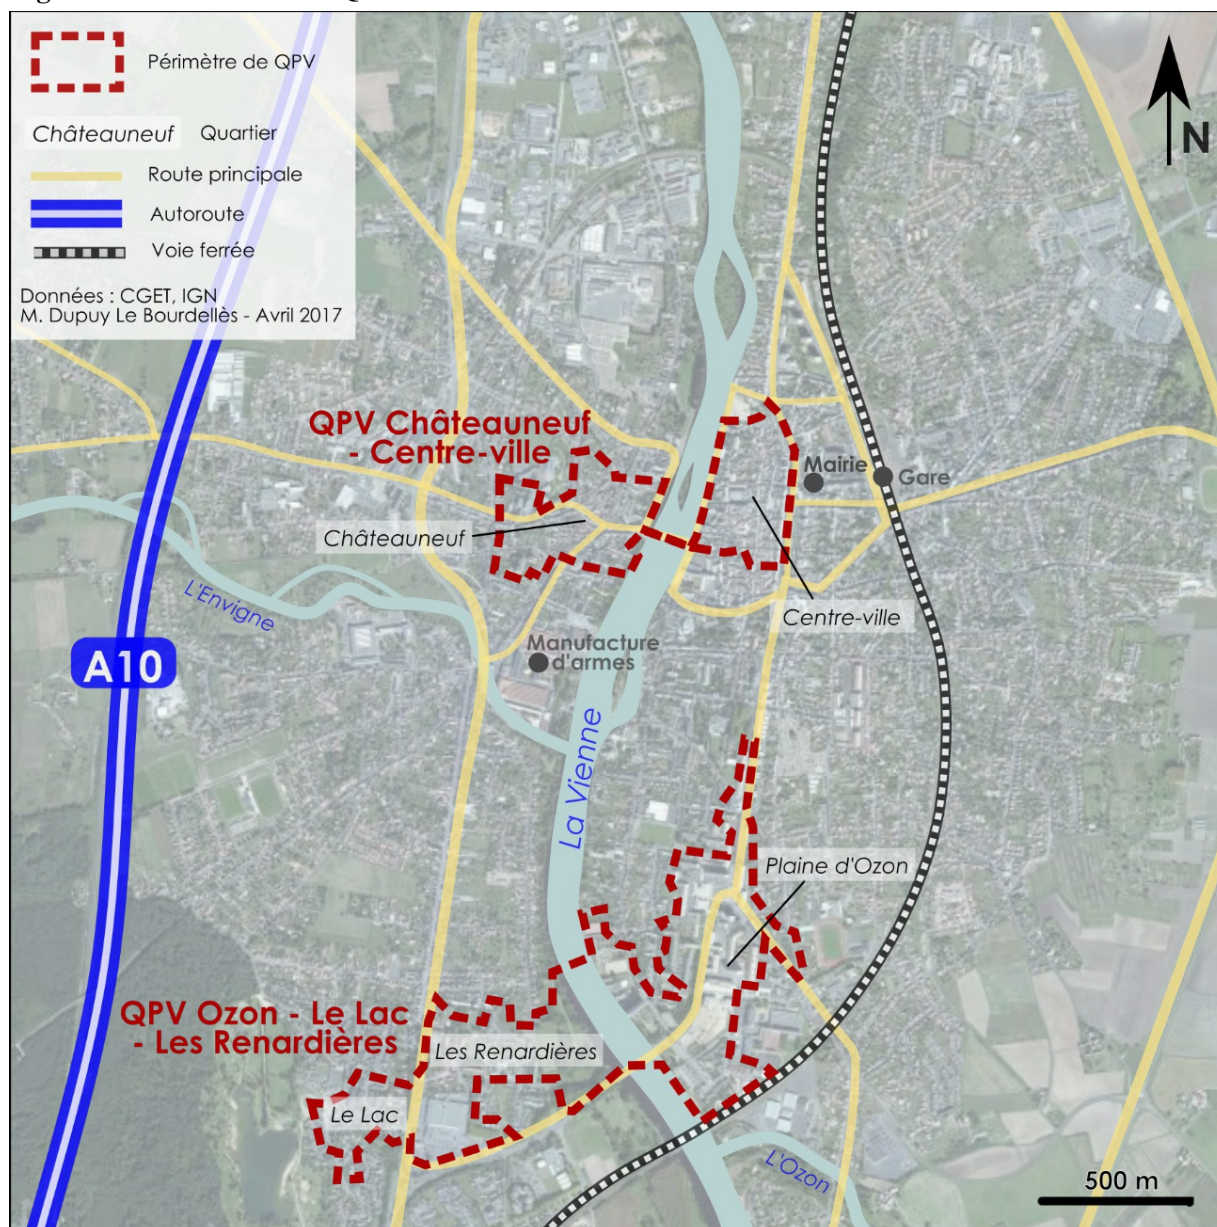 Périmètre de QPV
Châteauneuf Quartier
Route principale
Autoroute
Voie ferrée
Données : CGET, IGN
M. Dupuy Le Bourdellès - Avril 2017
N
QPV Châteauneuf
- Centre-ville
Mairie
Gare
Châteauneuf
L'Envigne
Centre-ville
A10
Manufacture
d'armes
La Vienne
Plaine d'Ozon
QPV Ozon - Le Lac
- Les Renardières
Les Renardières
Le Lac
L'Ozon
500 m